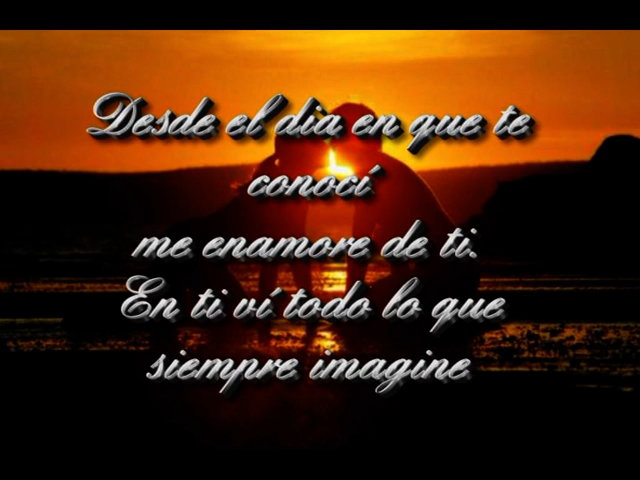 Desde el dia en que te
conocí
me enamore de ti.
En ti ví todo lo que
siempre imagine